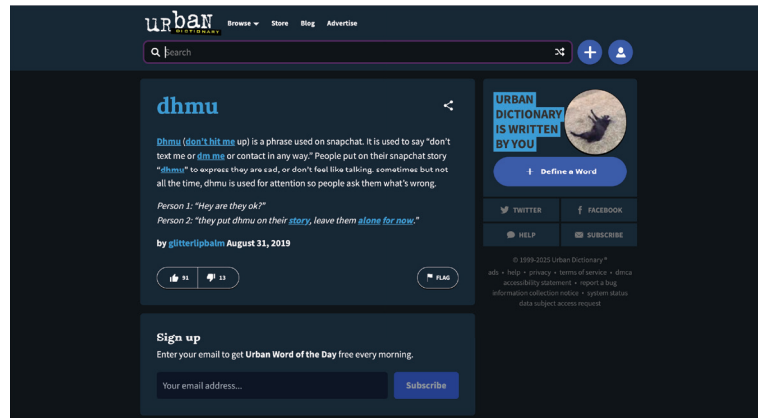 urban
DICTIONARY
Browse
Store
Blog
Advertise
Search
dhmu
Dhmu (don't hit me up) is a phrase used on snapchat. It is used to say "don't
text me or dm me or contact in any way." People put on their snapchat story
"dhmu" to express they are sad, or don't feel like talking. sometimes but not
all the time, dhmu is used for attention so people ask them what's wrong.
Person 1: "Hey are they ok?"
Person 2: "they put dhmu on their story, leave them alone for now."
by glitterlipbalm August 31, 2019
91
13
FLAG
Sign up
Enter your email to get Urban Word of the Day free every morning.
Your email address...
Subscribe
URBAN
DICTIONARY
IS WRITTEN
BY YOU
+ Define a Word
TWITTER
FACEBOOK
HELP
SUBSCRIBE
© 1999-2025 Urban Dictionary ®
ads • help • privacy • terms of service • dmca
accessibility statement • report a bug
information collection notice • system status
data subject access request